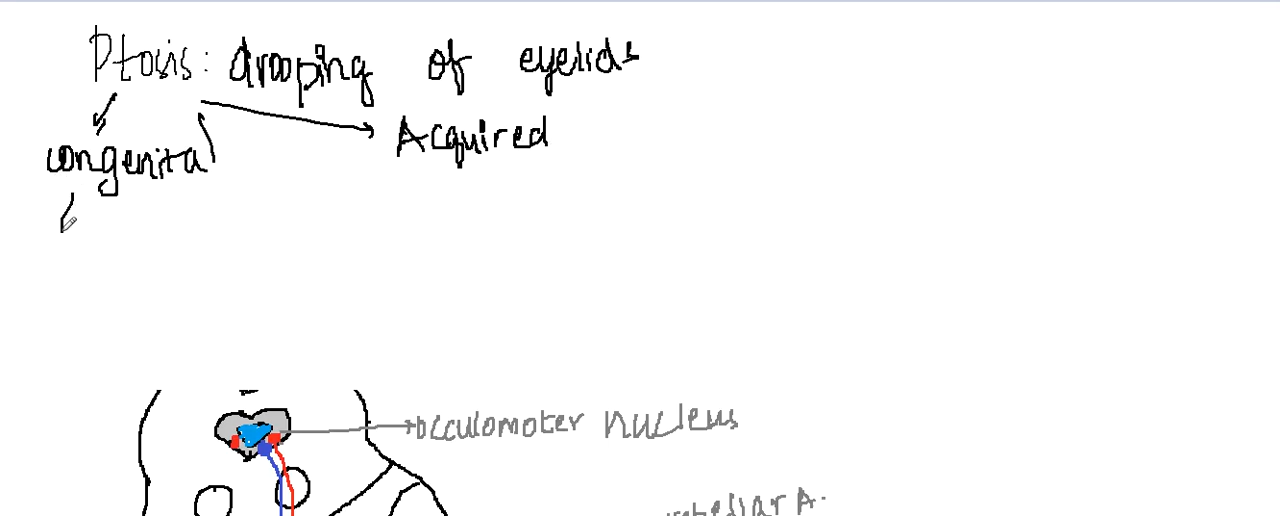 Ptosis: drooping of eyelids
congenital
Acquired
occulomoter nucleus
A.